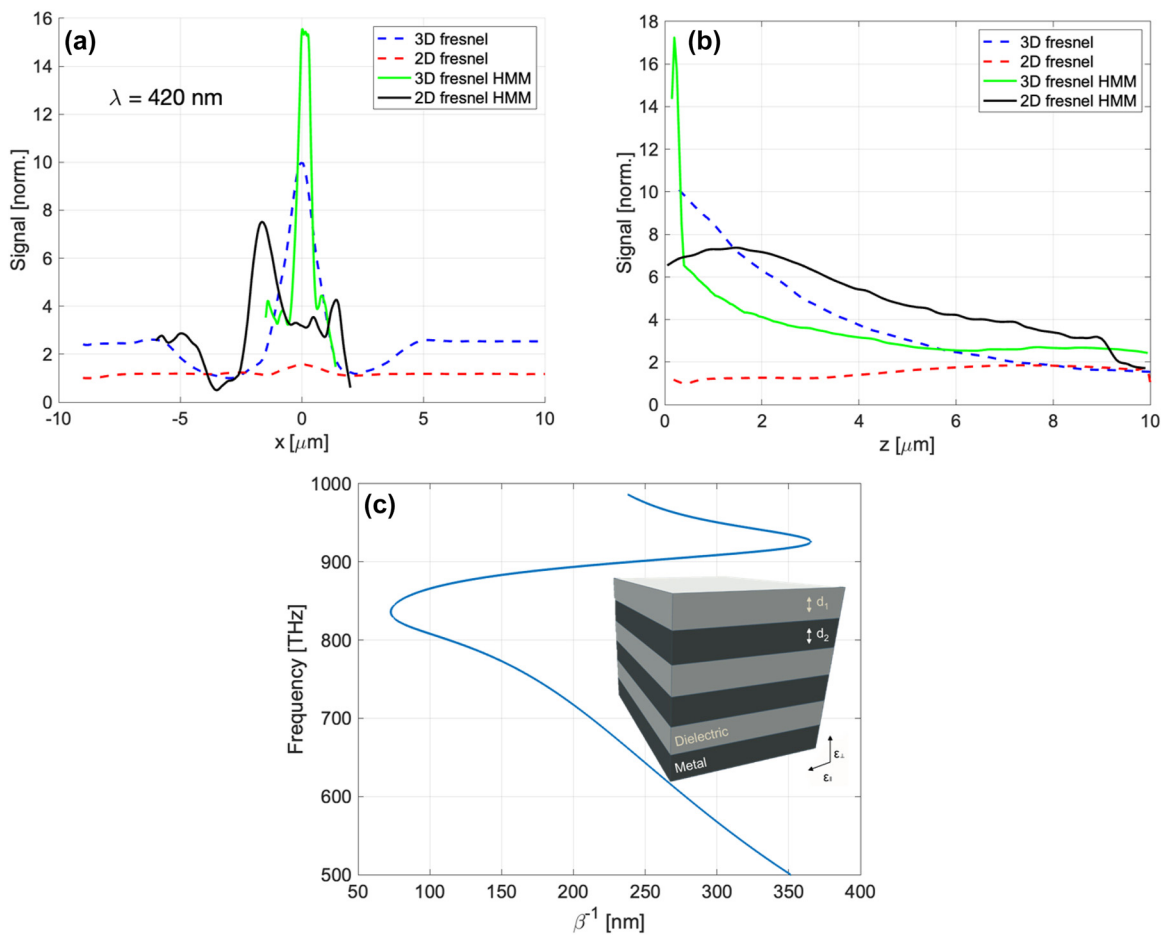 (a)
λ = 420 nm
3D fresnel
2D fresnel
3D fresnel HMM
2D fresnel HMM
Signal [norm.]
16
14
12
10
8
6
4
2
0
-10 -5 0 5 10
x [μm]
(b)
3D fresnel
2D fresnel
3D fresnel HMM
2D fresnel HMM
Signal [norm.]
18
16
14
12
10
8
6
4
2
0
0 2 4 6 8 10
z [μm]
(c)
Frequency [THz]
1000
900
800
700
600
500
d₁
d₂
Dielectric
Metal
ε⊥
ε∥
50 100 150 200 250 300 350 400
β⁻¹ [nm]